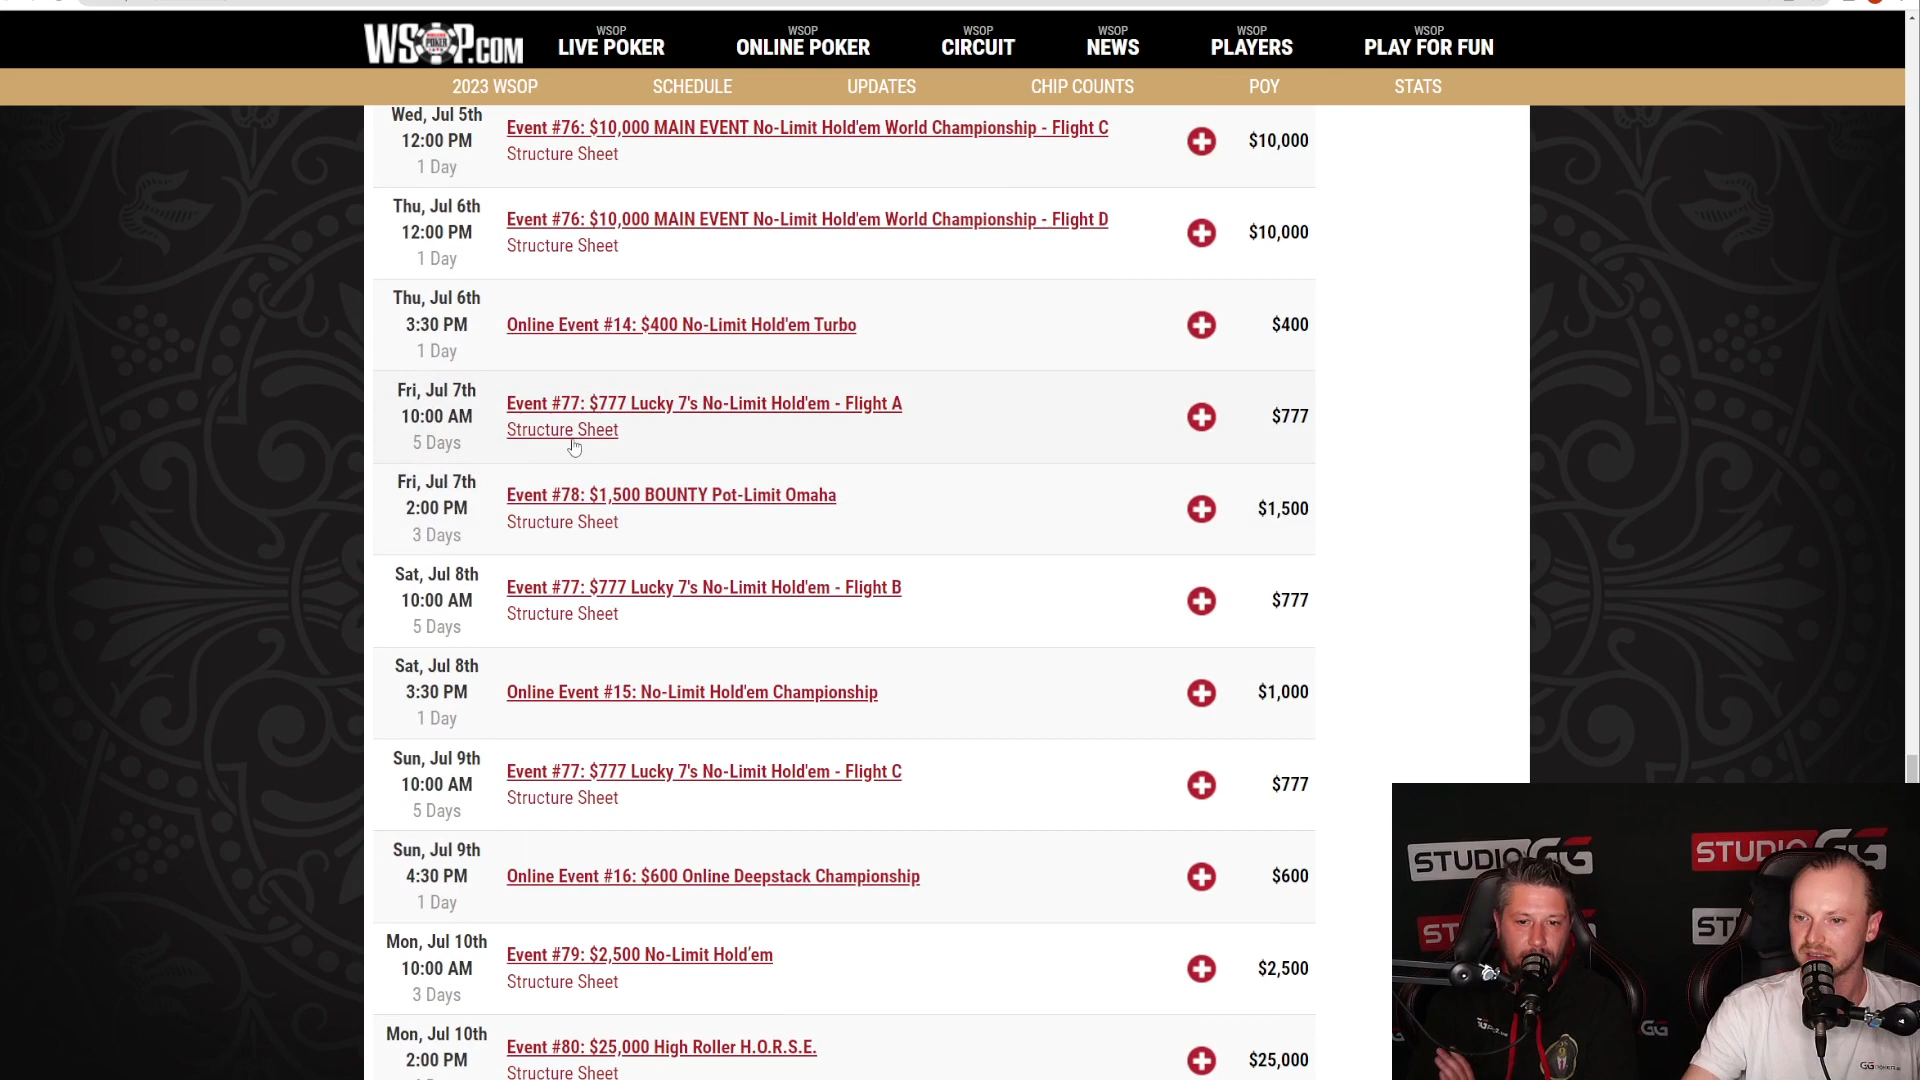 WSOP.COM
WSOP
LIVE POKER
WSOP
ONLINE POKER
WSOP
CIRCUIT
WSOP
NEWS
WSOP
PLAYERS
WSOP
PLAY FOR FUN
2023 WSOP
SCHEDULE
UPDATES
CHIP COUNTS
POY
STATS
Wed, Jul 5th
12:00 PM
1 Day
Event #76: $10,000 MAIN EVENT No-Limit Hold'em World Championship - Flight C
Structure Sheet
$10,000
Thu, Jul 6th
12:00 PM
1 Day
Event #76: $10,000 MAIN EVENT No-Limit Hold'em World Championship - Flight D
Structure Sheet
$10,000
Thu, Jul 6th
3:30 PM
1 Day
Online Event #14: $400 No-Limit Hold'em Turbo
$400
Fri, Jul 7th
10:00 AM
5 Days
Event #77: $777 Lucky 7's No-Limit Hold'em - Flight A
Structure Sheet
$777
Fri, Jul 7th
2:00 PM
3 Days
Event #78: $1,500 BOUNTY Pot-Limit Omaha
Structure Sheet
$1,500
Sat, Jul 8th
10:00 AM
5 Days
Event #77: $777 Lucky 7's No-Limit Hold'em - Flight B
Structure Sheet
$777
Sat, Jul 8th
3:30 PM
1 Day
Online Event #15: No-Limit Hold'em Championship
$1,000
Sun, Jul 9th
10:00 AM
5 Days
Event #77: $777 Lucky 7's No-Limit Hold'em - Flight C
Structure Sheet
$777
Sun, Jul 9th
4:30 PM
1 Day
Online Event #16: $600 Online Deepstack Championship
$600
Mon, Jul 10th
10:00 AM
3 Days
Event #79: $2,500 No-Limit Hold’em
Structure Sheet
$2,500
Mon, Jul 10th
2:00 PM
Event #80: $25,000 High Roller H.O.R.S.E.
Structure Sheet
$25,000
STUDIO GG
STUDIO GG
ST
ST
GG